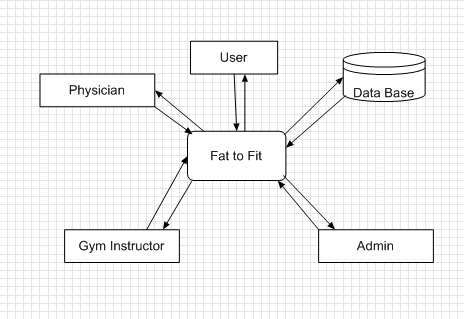 User
Physician
Data Base
Fat to Fit
Gym Instructor
Admin